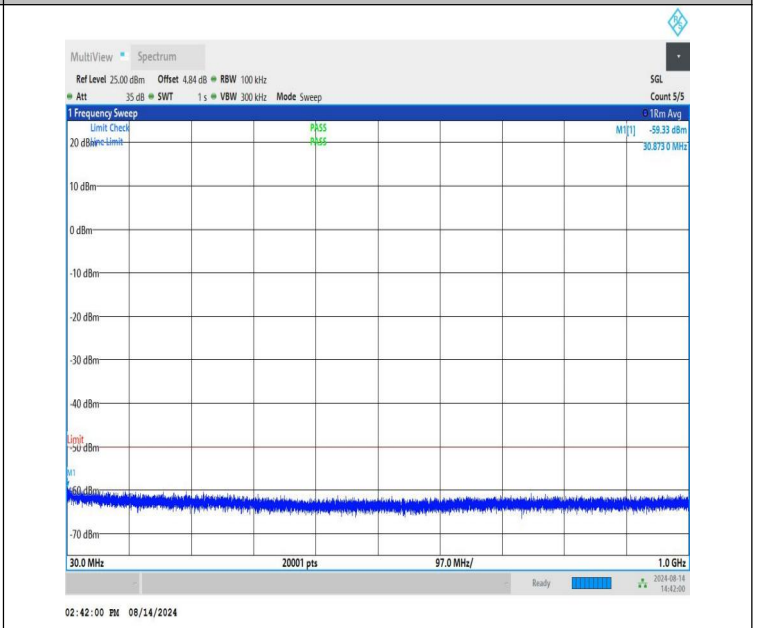 MultiView Spectrum
Ref Level 25.00 dBm Offset 4.84 dB RBW 100 kHz SGL
Att 35 dB SWT 1 s VBW 300 kHz Mode Sweep Count 5/5
1 Frequency Sweep 1Rm Avg
Limit Check PASS M1[1] -59.33 dBm
Line Limit PASS 30.873 0 MHz
20 dBm
10 dBm
0 dBm
-10 dBm
-20 dBm
-30 dBm
-40 dBm
Limit
-50 dBm
M1
-60 dBm
-70 dBm
30.0 MHz 20001 pts 97.0 MHz/ 1.0 GHz
Ready 2024-08-14
14:42:00
02:42:00 PM 08/14/2024